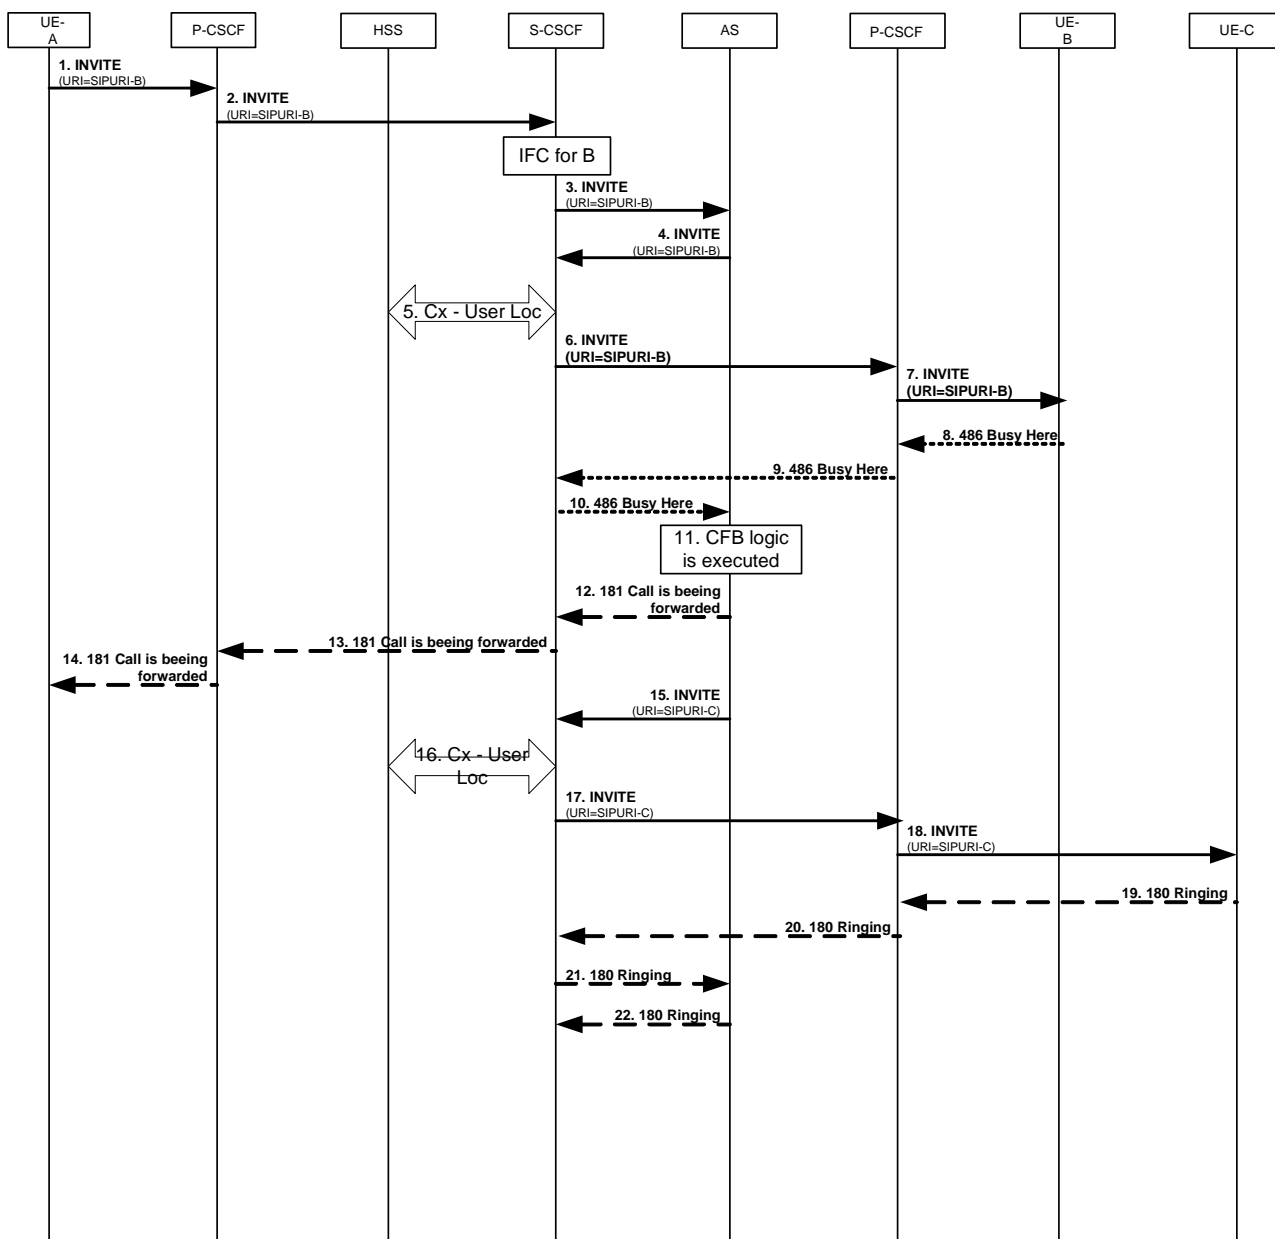 UE-
A
P-CSCF
HSS
S-CSCF
AS
P-CSCF
UE-
B
UE-C
1. INVITE
(URI=SIPURI-B)
2. INVITE
(URI=SIPURI-B)
IFC for B
3. INVITE
(URI=SIPURI-B)
4. INVITE
(URI=SIPURI-B)
5. Cx - User Loc
6. INVITE
(URI=SIPURI-B)
7. INVITE
(URI=SIPURI-B)
8. 486 Busy Here
9. 486 Busy Here
10. 486 Busy Here
11. CFB logic
is executed
12. 181 Call is beeing
forwarded
13. 181 Call is beeing forwarded
14. 181 Call is beeing
forwarded
15. INVITE
(URI=SIPURI-C)
16. Cx - User
Loc
17. INVITE
(URI=SIPURI-C)
18. INVITE
(URI=SIPURI-C)
19. 180 Ringing
20. 180 Ringing
21. 180 Ringing
22. 180 Ringing